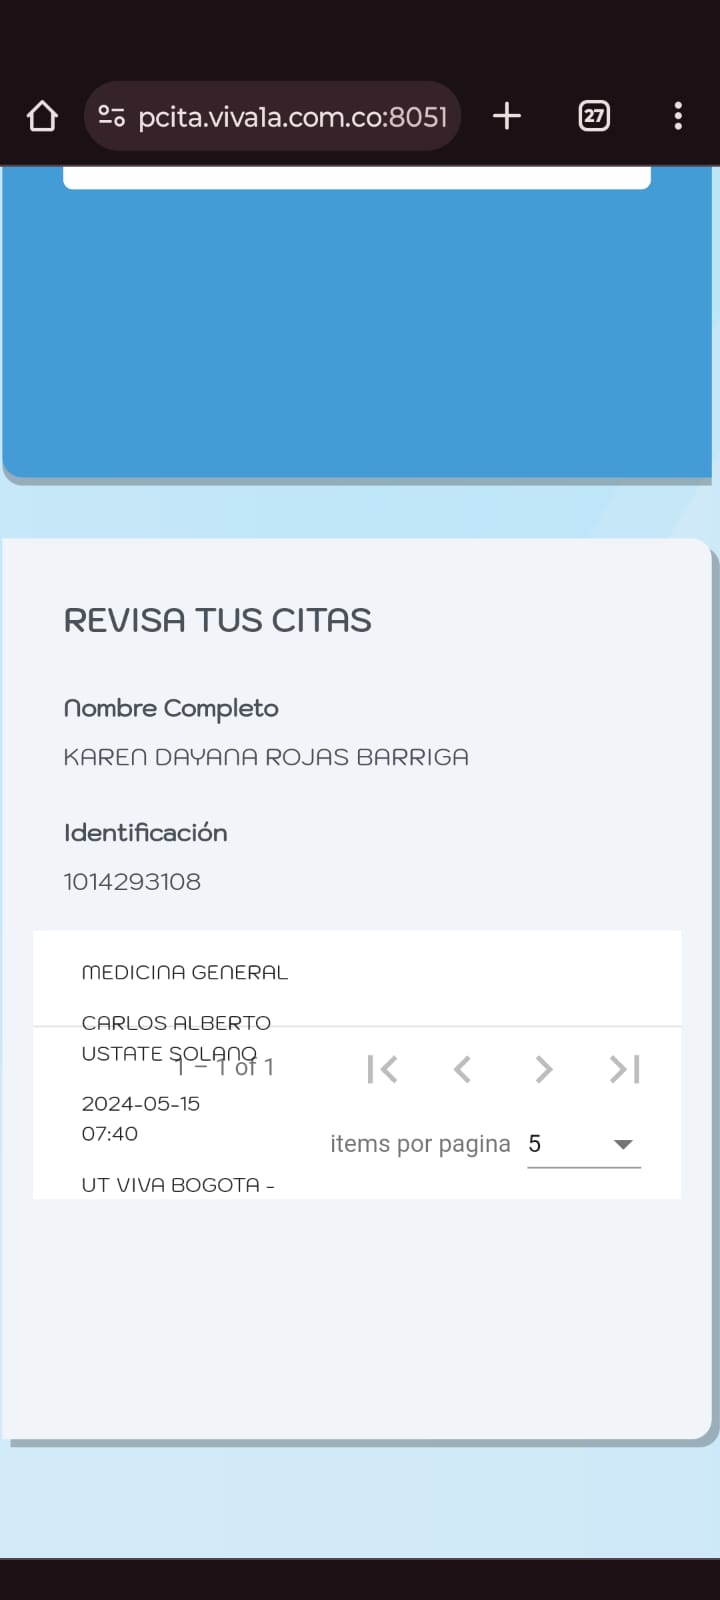 pcita.viva1a.com.co:8051
27
REVISA TUS CITAS
Nombre Completo
KAREN DAYANA ROJAS BARRIGA
Identificación
1014293108
MEDICINA GENERAL
CARLOS ALBERTO
USTATE SOLANO
1 – 1 of 1
2024-05-15
07:40
items por pagina 5
UT VIVA BOGOTA -